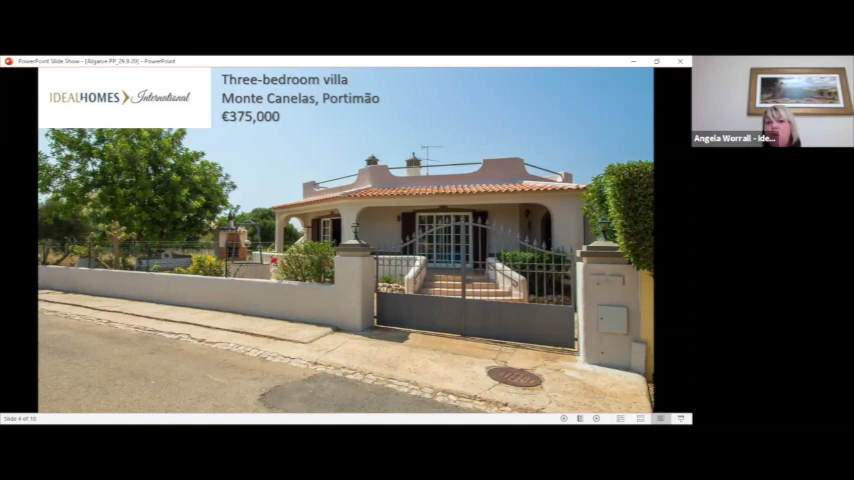 PowerPoint Slide Show - [Algarve PP_29.9.20] - PowerPoint
IDEALHOMES International
Three-bedroom villa
Monte Canelas, Portimão
€375,000
Angela Worrall - Ide...
Slide 4 of 10